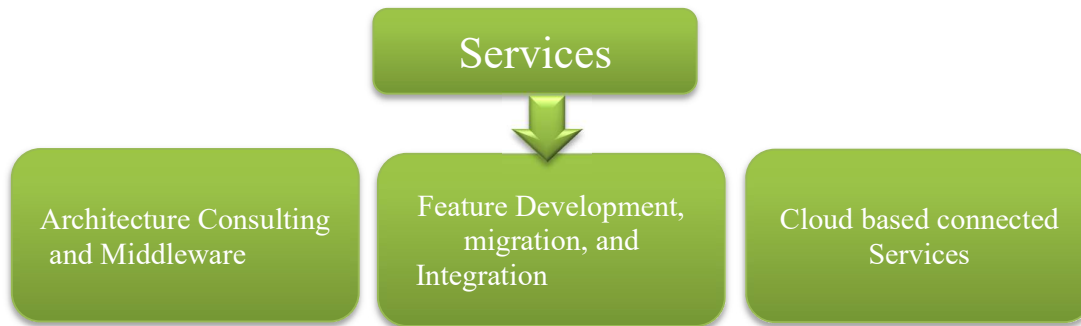 Services
Architecture Consulting
and Middleware
Feature Development,
migration, and
Integration
Cloud based connected
Services